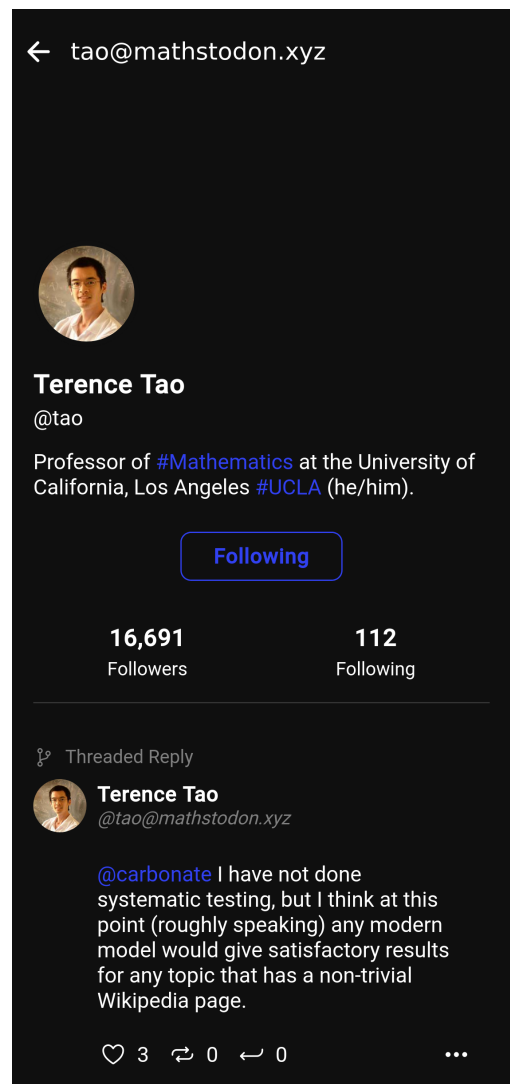 tao@mathstodon.xyz
Terence Tao
@tao
Professor of #Mathematics at the University of
California, Los Angeles #UCLA (he/him).
Following
16,691 112
Followers Following
Threaded Reply
Terence Tao
@tao@mathstodon.xyz
@carbonate I have not done
systematic testing, but I think at this
point (roughly speaking) any modern
model would give satisfactory results
for any topic that has a non-trivial
Wikipedia page.
3 0 0